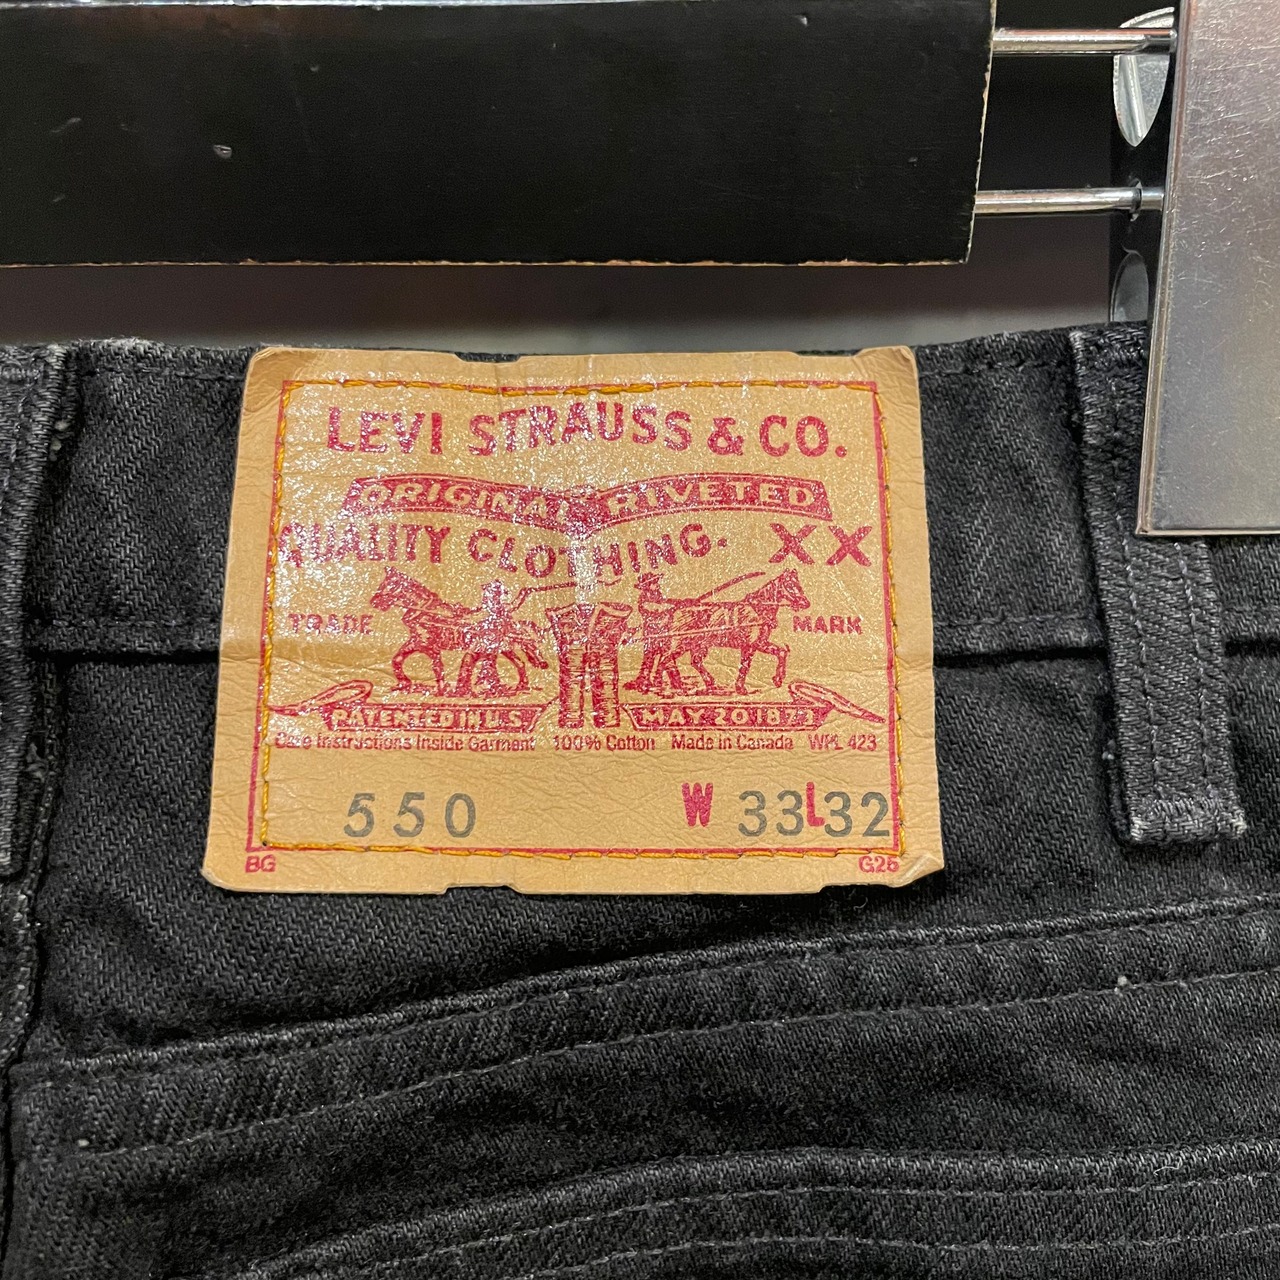 LEVI STRAUSS & CO.
ORIGINAL RIVETED
QUALITY CLOTHING. XX
TRADE MARK
PATENTED IN U.S. MAY 20 1873
Care Instructions Inside Garment 100% Cotton Made in Canada WPL 423
550 W 33 L 32
BG G26